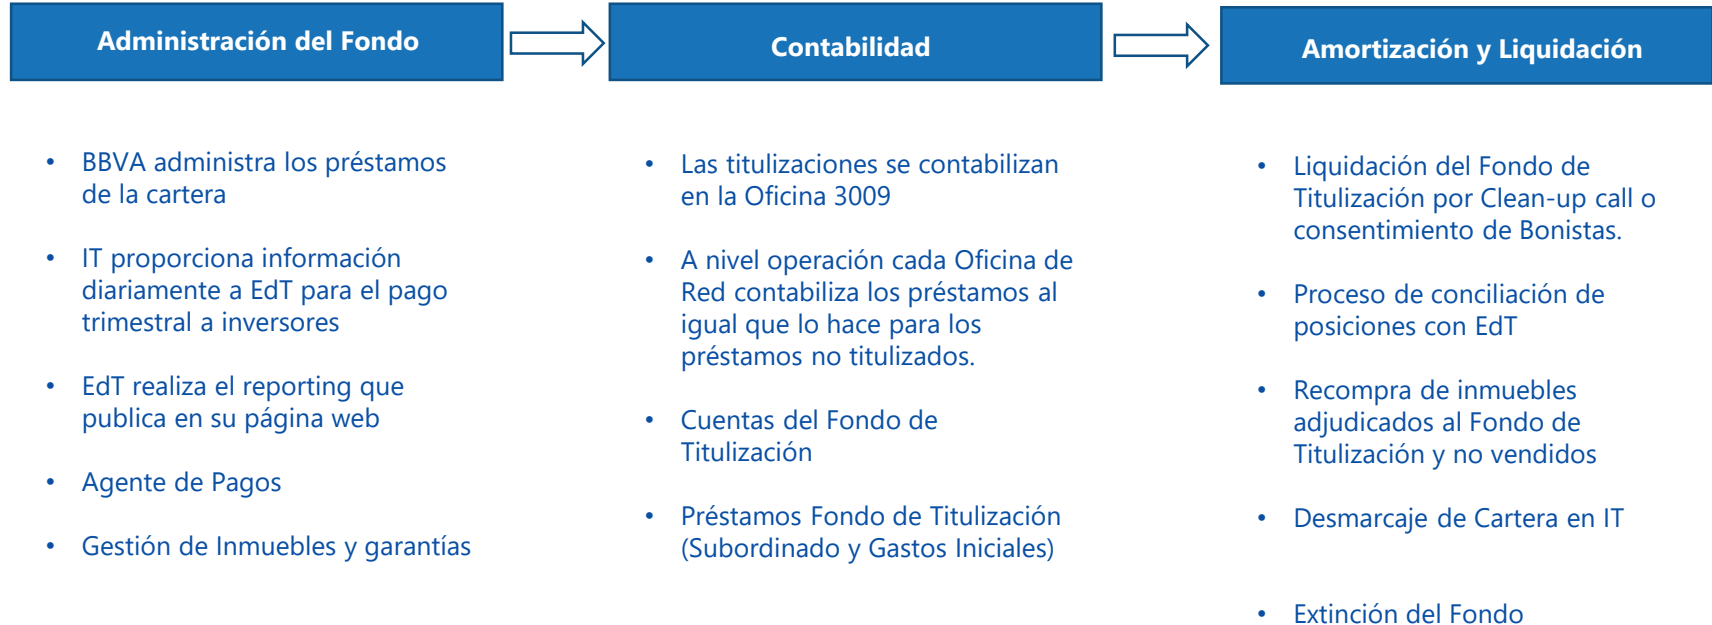 Administración del Fondo
Contabilidad
Amortización y Liquidación
• BBVA administra los préstamos
de la cartera
• IT proporciona información
diariamente a EdT para el pago
trimestral a inversores
• EdT realiza el reporting que
publica en su página web
• Agente de Pagos
• Gestión de Inmuebles y garantías
• Las titulizaciones se contabilizan
en la Oficina 3009
• A nivel operación cada Oficina de
Red contabiliza los préstamos al
igual que lo hace para los
préstamos no titulizados.
• Cuentas del Fondo de
Titulización
• Préstamos Fondo de Titulización
(Subordinado y Gastos Iniciales)
• Liquidación del Fondo de
Titulización por Clean-up call o
consentimiento de Bonistas.
• Proceso de conciliación de
posiciones con EdT
• Recompra de inmuebles
adjudicados al Fondo de
Titulización y no vendidos
• Desmarcaje de Cartera en IT
• Extinción del Fondo